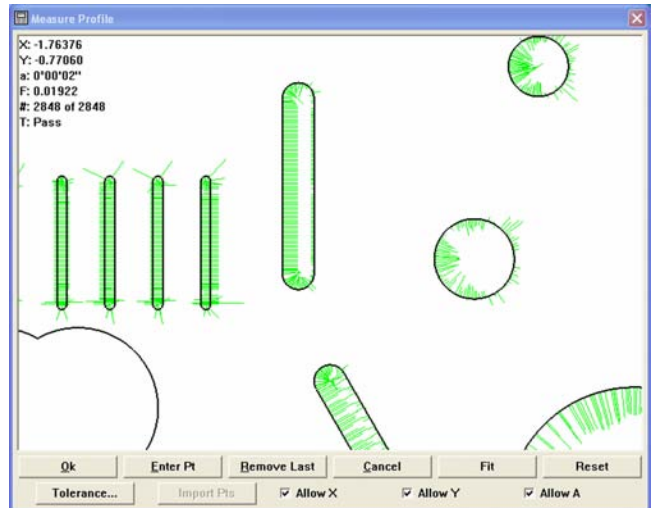 Measure Profile
X: -1.76376
Y: -0.77060
a: 0°00'02"
F: 0.01922
#: 2848 of 2848
T: Pass
Ok Enter Pt Remove Last Cancel Fit Reset
Tolerance... Import Pts Allow X Allow Y Allow A